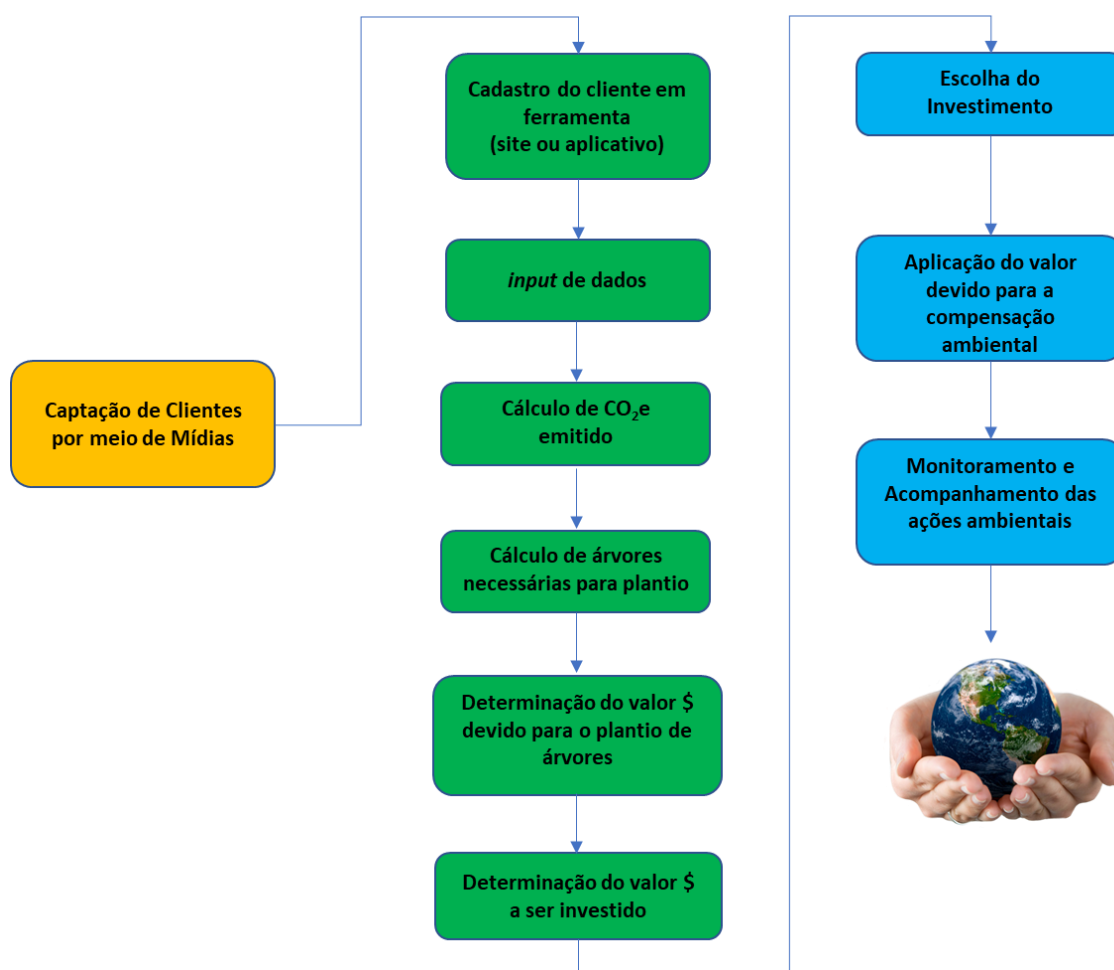 Captação de Clientes
por meio de Mídias
Cadastro do cliente em
ferramenta
(site ou aplicativo)
input de dados
Cálculo de CO₂e
emitido
Cálculo de árvores
necessárias para plantio
Determinação do valor $
devido para o plantio de
árvores
Determinação do valor $
a ser investido
Escolha do
Investimento
Aplicação do valor
devido para a
compensação
ambiental
Monitoramento e
Acompanhamento das
ações ambientais